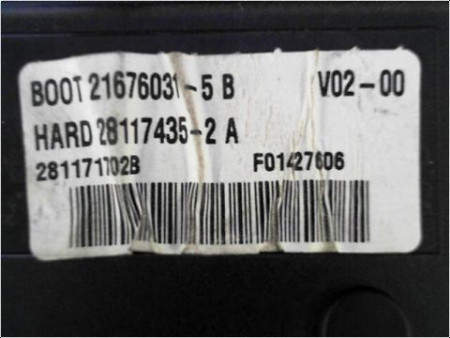 BOOT 21676031-5 B V02-00
HARD 28117435-2 A
281171702B F01427606